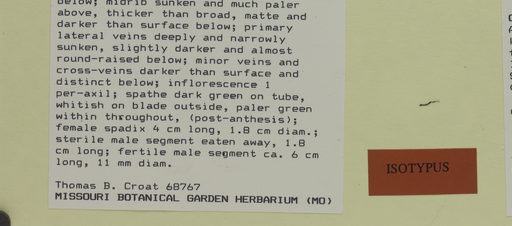 below; midrib sunken and much paler
above, thicker than broad, matte and
darker than surface below; primary
lateral veins deeply and narrowly
sunken, slightly darker and almost
round-raised below; minor veins and
cross-veins darker than surface and
distinct below; inflorescence 1
per-axil; spathe dark green on tube,
whitish on blade outside, paler green
within throughout, (post-anthesis);
female spadix 4 cm long, 1.8 cm diam.;
sterile male segment eaten away, 1.8
cm long; fertile male segment ca. 6 cm
long, 11 mm diam.
Thomas B. Croat 68767
MISSOURI BOTANICAL GARDEN HERBARIUM (MO)
ISOTYPUS